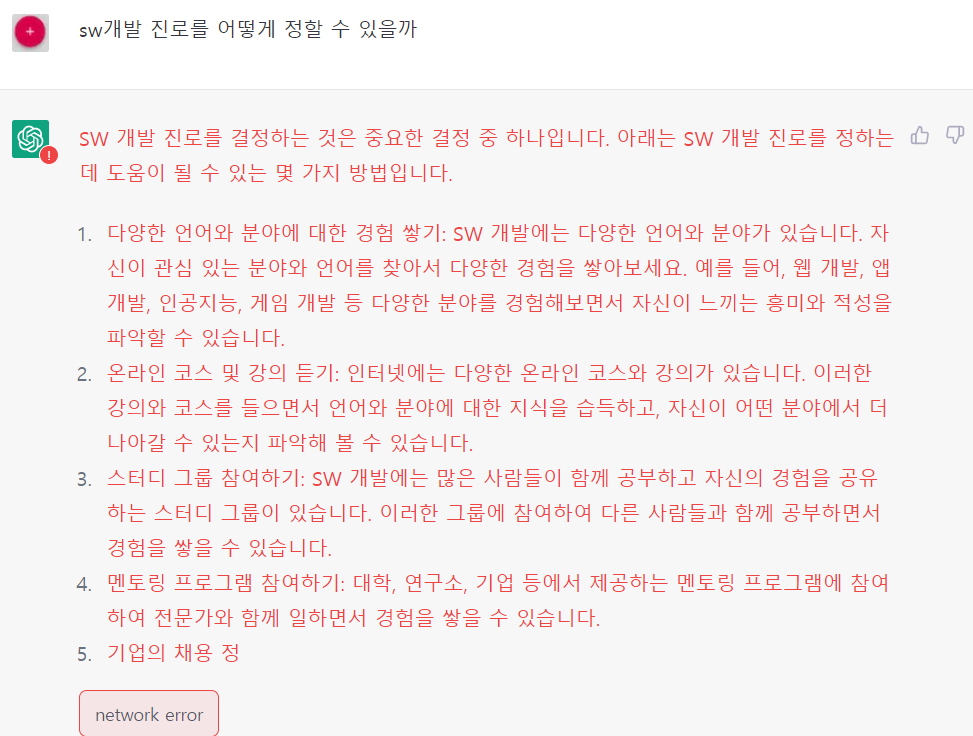 sw개발 진로를 어떻게 정할 수 있을까
SW 개발 진로를 결정하는 것은 중요한 결정 중 하나입니다. 아래는 SW 개발 진로를 정하는
데 도움이 될 수 있는 몇 가지 방법입니다.
1. 다양한 언어와 분야에 대한 경험 쌓기: SW 개발에는 다양한 언어와 분야가 있습니다. 자
신이 관심 있는 분야와 언어를 찾아서 다양한 경험을 쌓아보세요. 예를 들어, 웹 개발, 앱
개발, 인공지능, 게임 개발 등 다양한 분야를 경험해보면서 자신이 느끼는 흥미와 적성을
파악할 수 있습니다.
2. 온라인 코스 및 강의 듣기: 인터넷에는 다양한 온라인 코스와 강의가 있습니다. 이러한
강의와 코스를 들으면서 언어와 분야에 대한 지식을 습득하고, 자신이 어떤 분야에서 더
나아갈 수 있는지 파악해 볼 수 있습니다.
3. 스터디 그룹 참여하기: SW 개발에는 많은 사람들이 함께 공부하고 자신의 경험을 공유
하는 스터디 그룹이 있습니다. 이러한 그룹에 참여하여 다른 사람들과 함께 공부하면서
경험을 쌓을 수 있습니다.
4. 멘토링 프로그램 참여하기: 대학, 연구소, 기업 등에서 제공하는 멘토링 프로그램에 참여
하여 전문가와 함께 일하면서 경험을 쌓을 수 있습니다.
5. 기업의 채용 정
network error